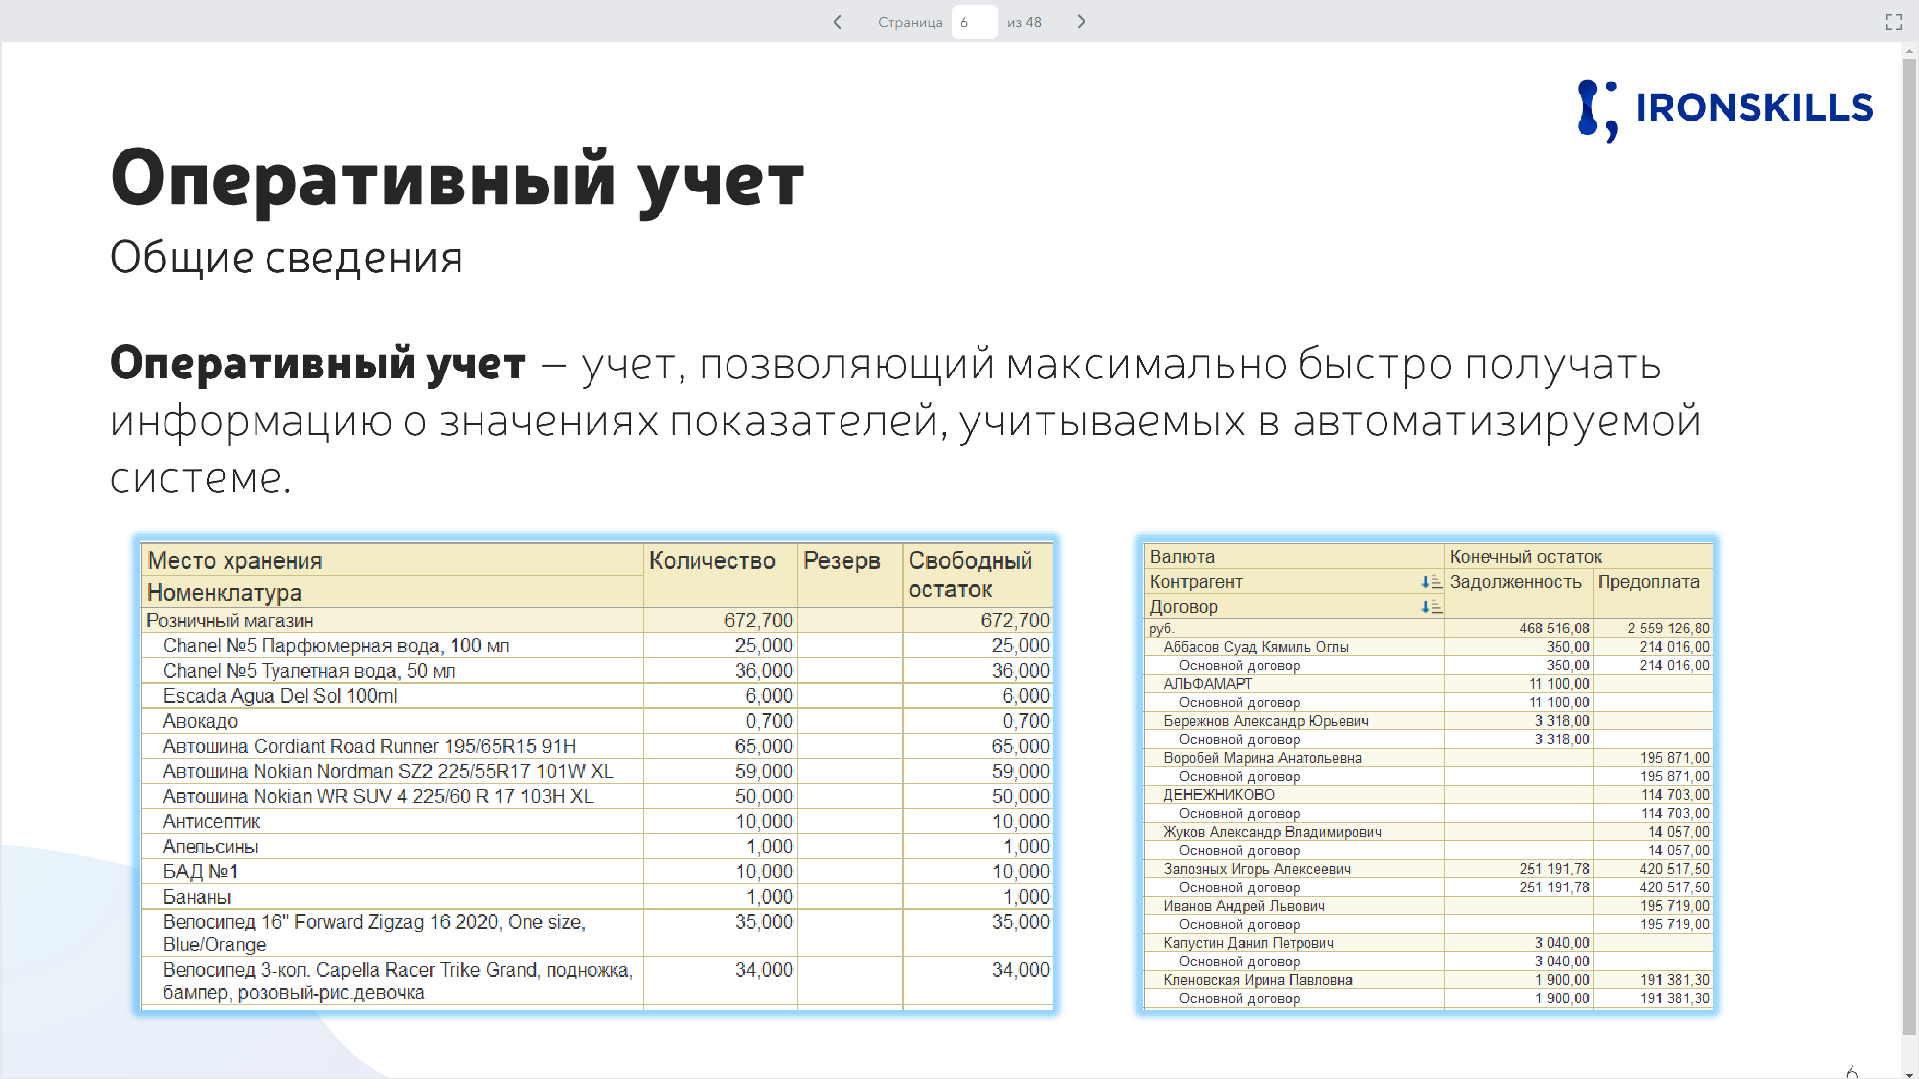 Страница 6 из 48
IRONSKILLS
Оперативный учет
Общие сведения
Оперативный учет – учет, позволяющий максимально быстро получать
информацию о значениях показателей, учитываемых в автоматизируемой
системе.
Место хранения Количество Резерв Свободный остаток
Номенклатура
Розничный магазин 672,700 672,700
Chanel №5 Парфюмерная вода, 100 мл 25,000 25,000
Chanel №5 Туалетная вода, 50 мл 36,000 36,000
Escada Agua Del Sol 100ml 6,000 6,000
Авокадо 0,700 0,700
Автошина Cordiant Road Runner 195/65R15 91H 65,000 65,000
Автошина Nokian Nordman SZ2 225/55R17 101W XL 59,000 59,000
Автошина Nokian WR SUV 4 225/60 R 17 103H XL 50,000 50,000
Антисептик 10,000 10,000
Апельсины 1,000 1,000
БАД №1 10,000 10,000
Бананы 1,000 1,000
Велосипед 16" Forward Zigzag 16 2020, One size, 35,000 35,000
Blue/Orange
Велосипед 3-кол. Capella Racer Trike Grand, подножка, 34,000 34,000
бампер, розовый-рис.девочка
Валюта Конечный остаток
Контрагент Задолженность Предоплата
Договор
руб. 468 516,08 2 559 126,80
Аббасов Суад Кямиль Оглы 350,00 214 016,00
Основной договор 350,00 214 016,00
АЛЬФАМАРТ 11 100,00
Основной договор 11 100,00
Бережнов Александр Юрьевич 3 318,00
Основной договор 3 318,00
Воробей Марина Анатольевна 195 871,00
Основной договор 195 871,00
ДЕНЕЖНИКОВО 114 703,00
Основной договор 114 703,00
Жуков Александр Владимирович 14 057,00
Основной договор 14 057,00
Залозных Игорь Алексеевич 251 191,78 420 517,50
Основной договор 251 191,78 420 517,50
Иванов Андрей Львович 195 719,00
Основной договор 195 719,00
Капустин Данил Петрович 3 040,00
Основной договор 3 040,00
Кленовская Ирина Павловна 1 900,00 191 381,30
Основной договор 1 900,00 191 381,30
6